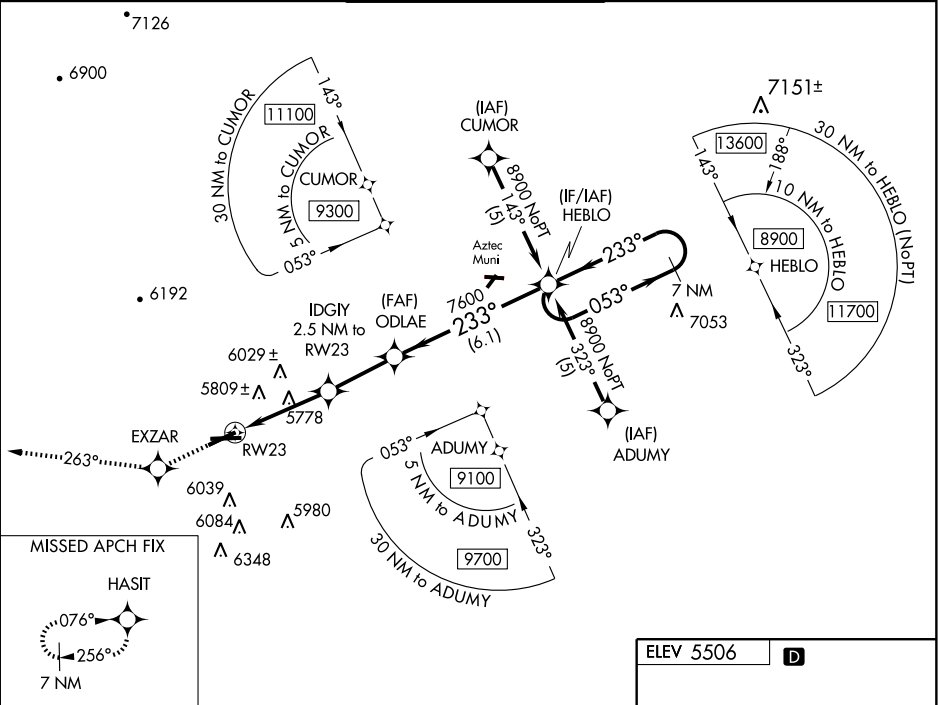 7126
6900
143°
11100
30 NM to CUMOR
5 NM to CUMOR
CUMOR
9300
053°
(IAF)
CUMOR
8900 NoPT
143°
(5)
(IF/IAF)
HEBLO
7151±
13600
143°
188°
30 NM to HEBLO (NoPT)
10 NM to HEBLO
8900
HEBLO
11700
323°
Aztec
Muni
233°
053°
7 NM
7053
6192
IDGIY
2.5 NM to
RW23
(FAF)
ODLAE
7600
233°
(6.1)
8900 NoPT
323°
(5)
(IAF)
ADUMY
6029±
5809±
5778
EXZAR
RW23
263°
053°
ADUMY
9100
5 NM to ADUMY
323°
9700
30 NM to ADUMY
6039
6084
5980
6348
MISSED APCH FIX
HASIT
076°
256°
7 NM
ELEV 5506
D